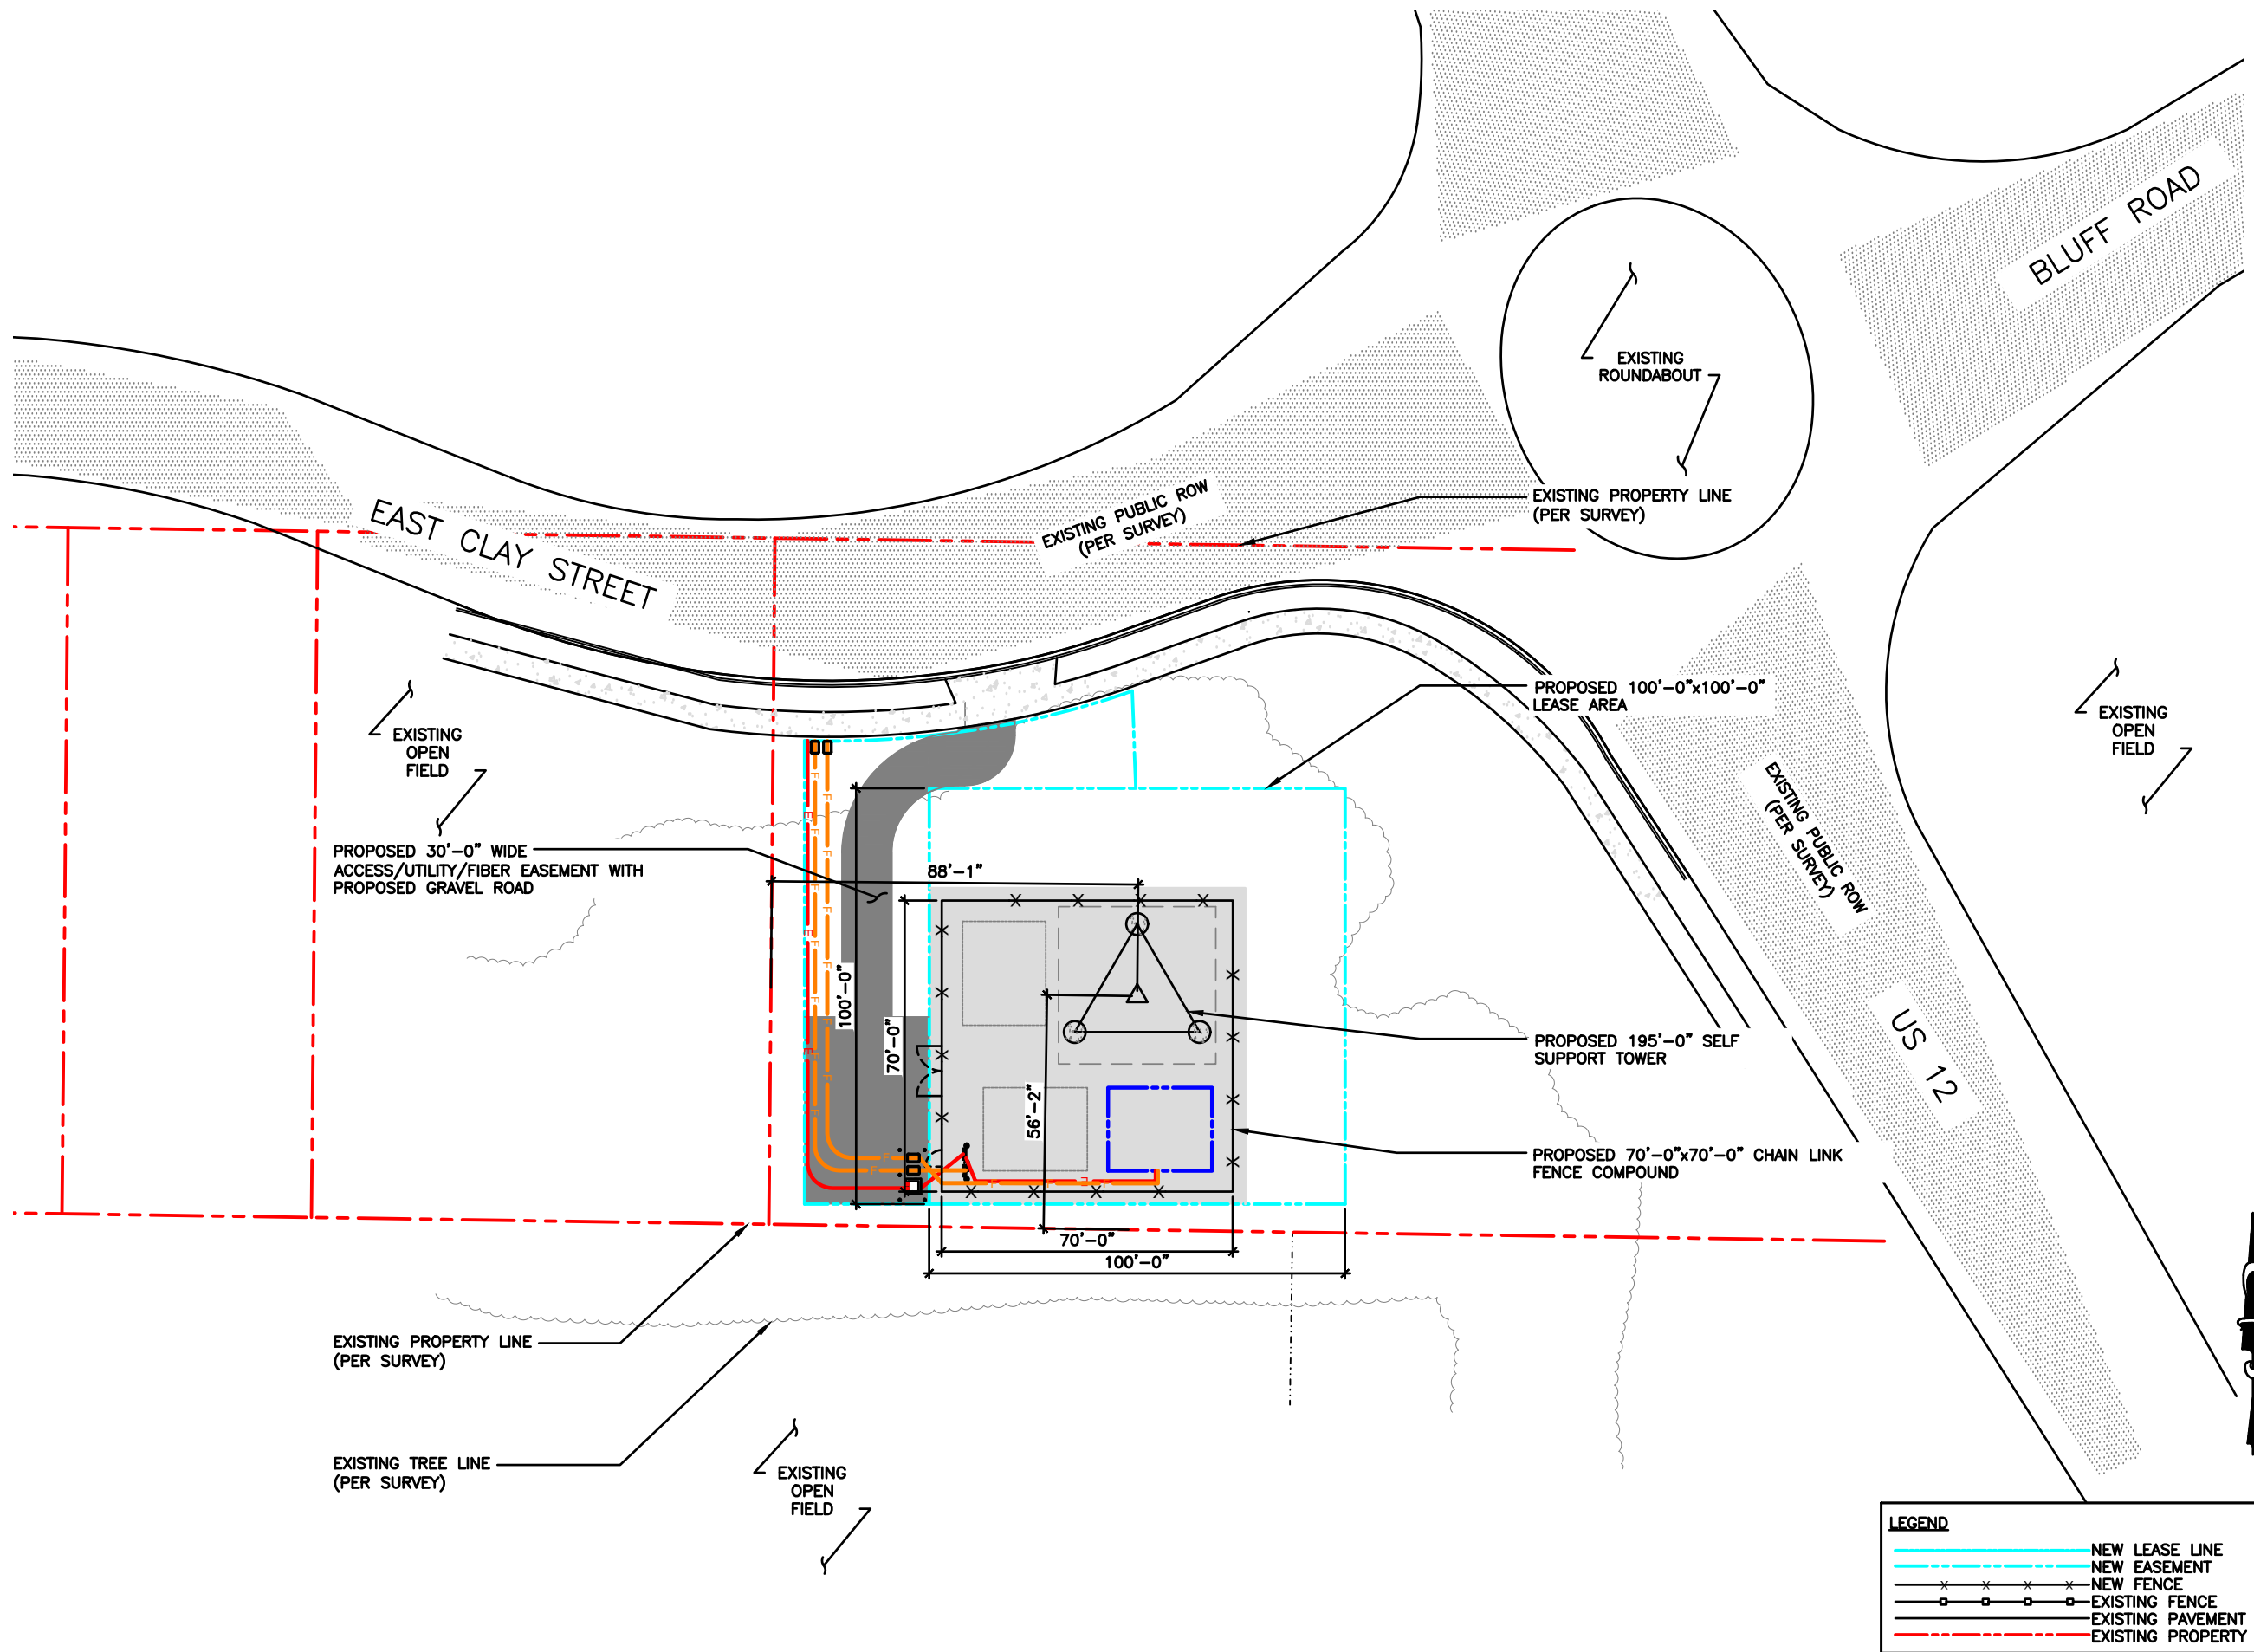 BLUFF ROAD
EXISTING
ROUNDABOUT
EXISTING PUBLIC ROW
(PER SURVEY)
EXISTING PROPERTY LINE
(PER SURVEY)
EAST CLAY STREET
PROPOSED 100'-0"x100'-0"
LEASE AREA
EXISTING
OPEN
FIELD
EXISTING
OPEN
FIELD
EXISTING PUBLIC ROW
(PER SURVEY)
PROPOSED 30'-0" WIDE
ACCESS/UTILITY/FIBER EASEMENT WITH
PROPOSED GRAVEL ROAD
88'-1"
100'-0"
70'-0"
56'-2"
US 12
PROPOSED 195'-0" SELF
SUPPORT TOWER
PROPOSED 70'-0"x70'-0" CHAIN LINK
FENCE COMPOUND
70'-0"
100'-0"
EXISTING PROPERTY LINE
(PER SURVEY)
EXISTING TREE LINE
(PER SURVEY)
EXISTING
OPEN
FIELD
LEGEND
NEW LEASE LINE
NEW EASEMENT
NEW FENCE
EXISTING FENCE
EXISTING PAVEMENT
EXISTING PROPERTY